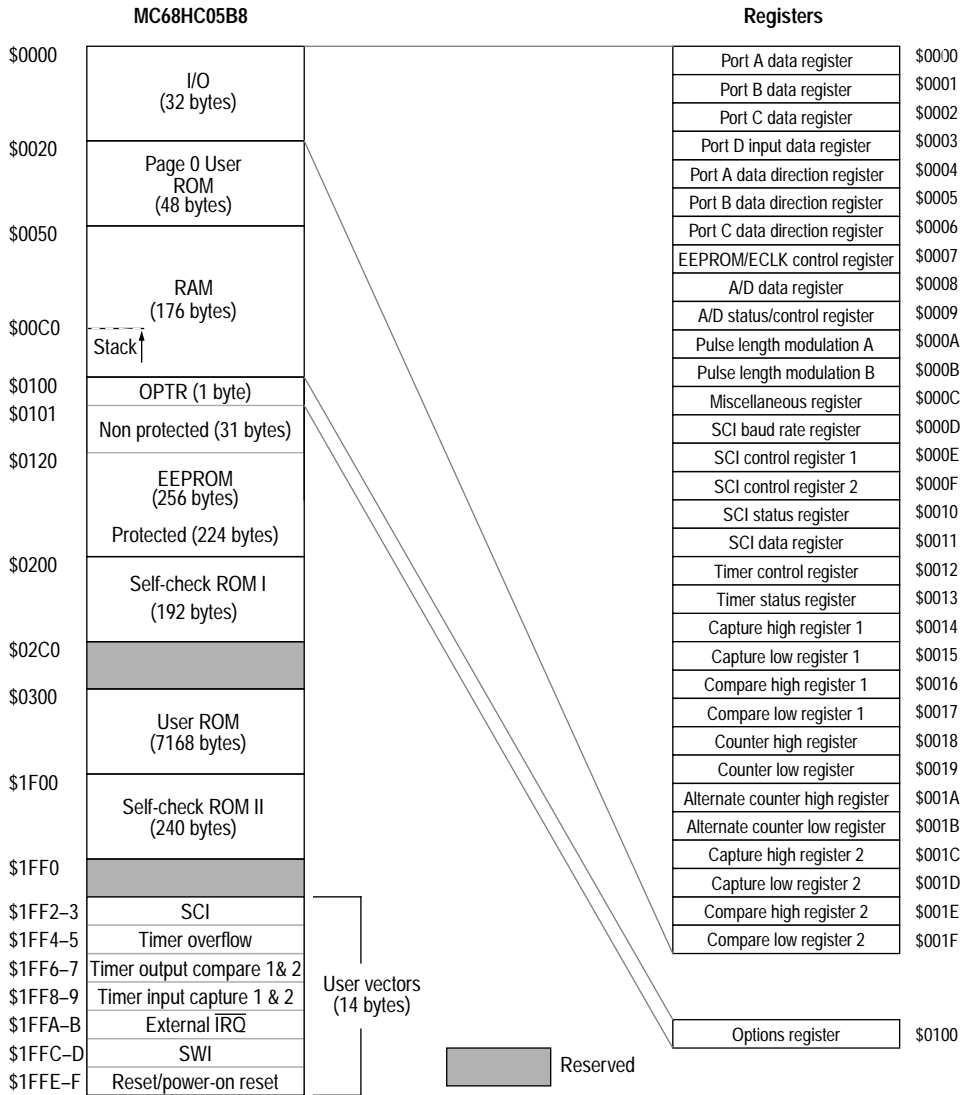 MC68HC05B8
$0000
I/O
(32 bytes)
$0020
Page 0 User
ROM
(48 bytes)
$0050
RAM
(176 bytes)
$00C0
Stack
$0100
OPTR (1 byte)
$0101
Non protected (31 bytes)
$0120
EEPROM
(256 bytes)
Protected (224 bytes)
$0200
Self-check ROM I
(192 bytes)
$02C0
$0300
User ROM
(7168 bytes)
$1F00
Self-check ROM II
(240 bytes)
$1FF0
$1FF2–3 SCI
$1FF4–5 Timer overflow
$1FF6–7 Timer output compare 1& 2
$1FF8–9 Timer input capture 1 & 2
$1FFA–B External IRQ
$1FFC–D SWI
$1FFE–F Reset/power-on reset
User vectors
(14 bytes)
Reserved
Registers
Port A data register $0000
Port B data register $0001
Port C data register $0002
Port D input data register $0003
Port A data direction register $0004
Port B data direction register $0005
Port C data direction register $0006
EEPROM/ECLK control register $0007
A/D data register $0008
A/D status/control register $0009
Pulse length modulation A $000A
Pulse length modulation B $000B
Miscellaneous register $000C
SCI baud rate register $000D
SCI control register 1 $000E
SCI control register 2 $000F
SCI status register $0010
SCI data register $0011
Timer control register $0012
Timer status register $0013
Capture high register 1 $0014
Capture low register 1 $0015
Compare high register 1 $0016
Compare low register 1 $0017
Counter high register $0018
Counter low register $0019
Alternate counter high register $001A
Alternate counter low register $001B
Capture high register 2 $001C
Capture low register 2 $001D
Compare high register 2 $001E
Compare low register 2 $001F
Options register $0100